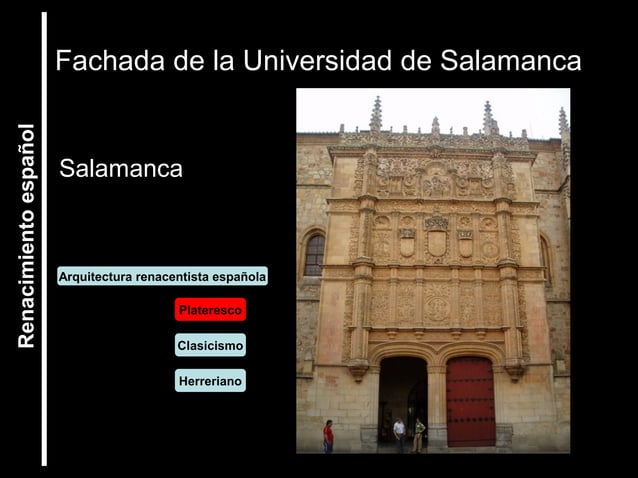 Fachada de la Universidad de Salamanca
Renacimiento español
Salamanca
Arquitectura renacentista española
Plateresco
Clasicismo
Herreriano